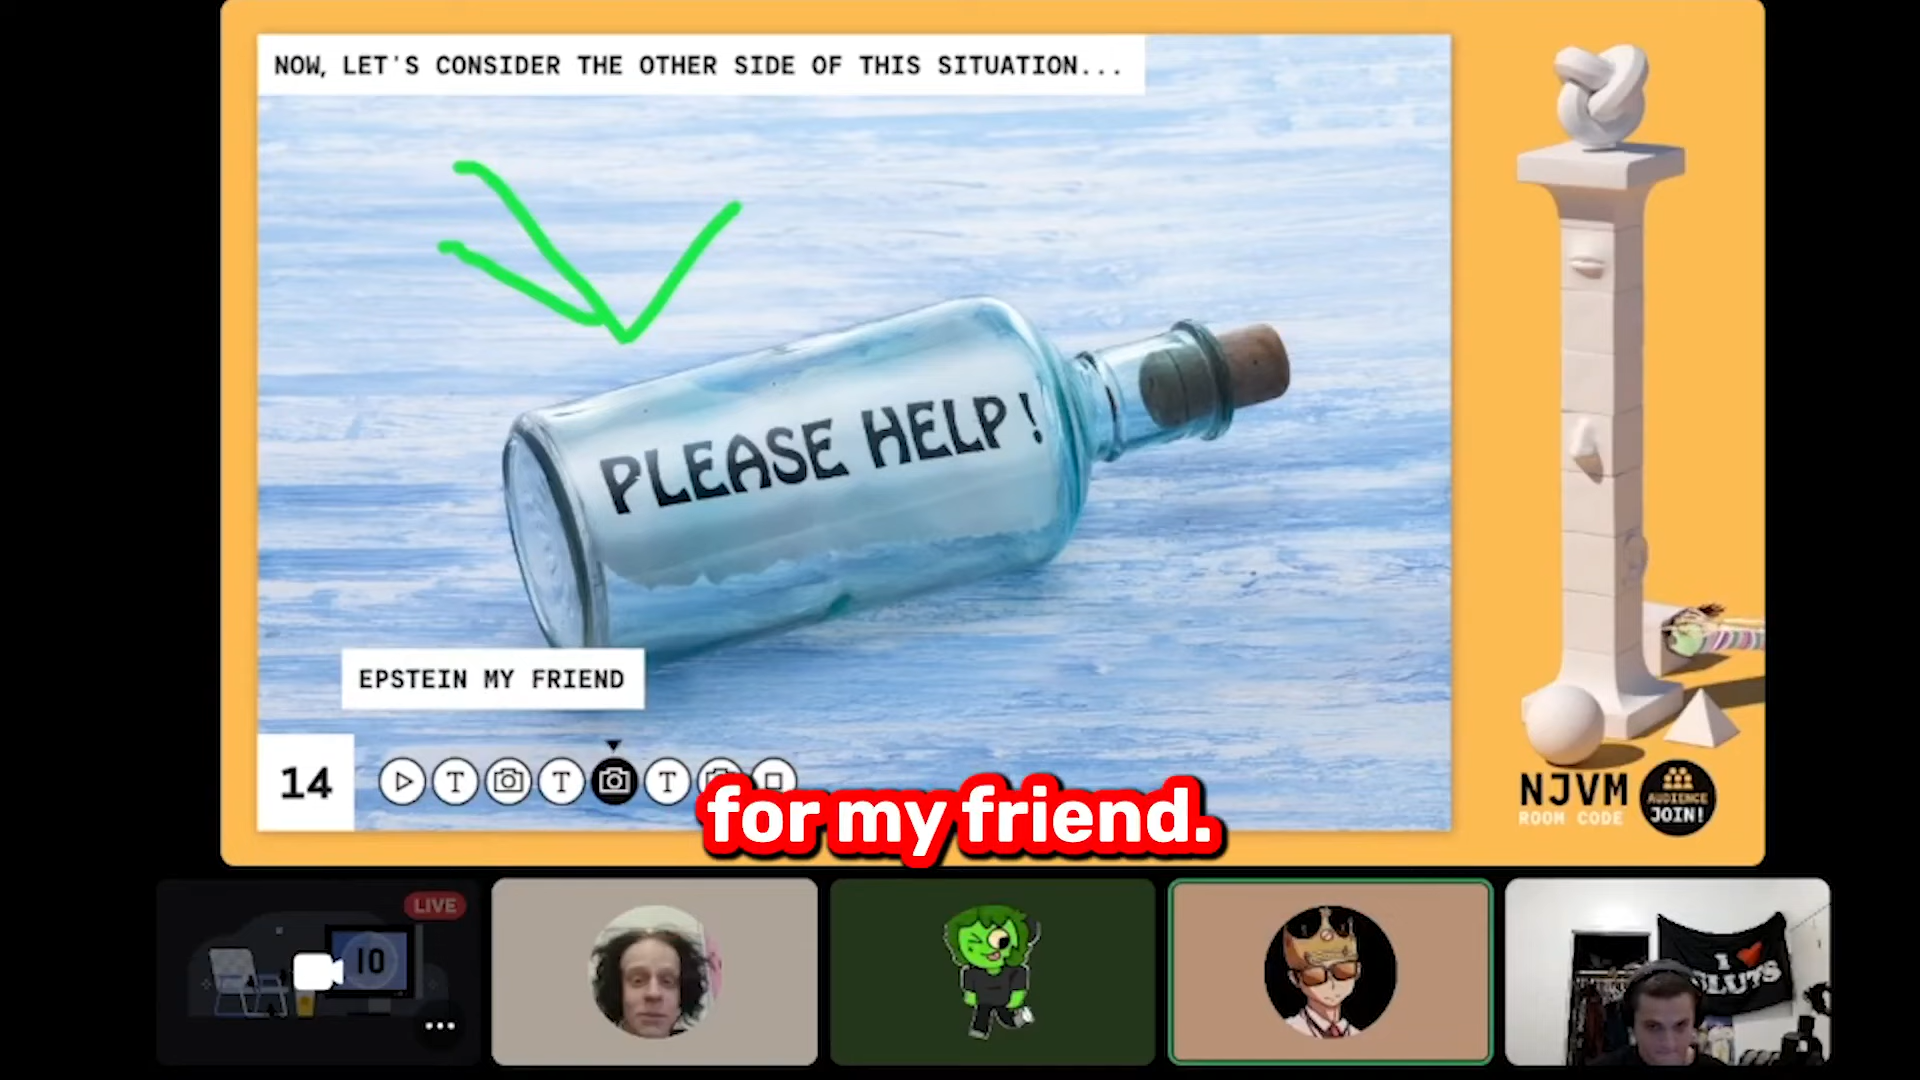 NOW, LET'S CONSIDER THE OTHER SIDE OF THIS SITUATION...
PLEASE HELP!
EPSTEIN MY FRIEND
14
T
T
T
for my friend.
NJVM
ROOM CODE
AUDIENCE
JOIN!
LIVE
10
I
SLUTS